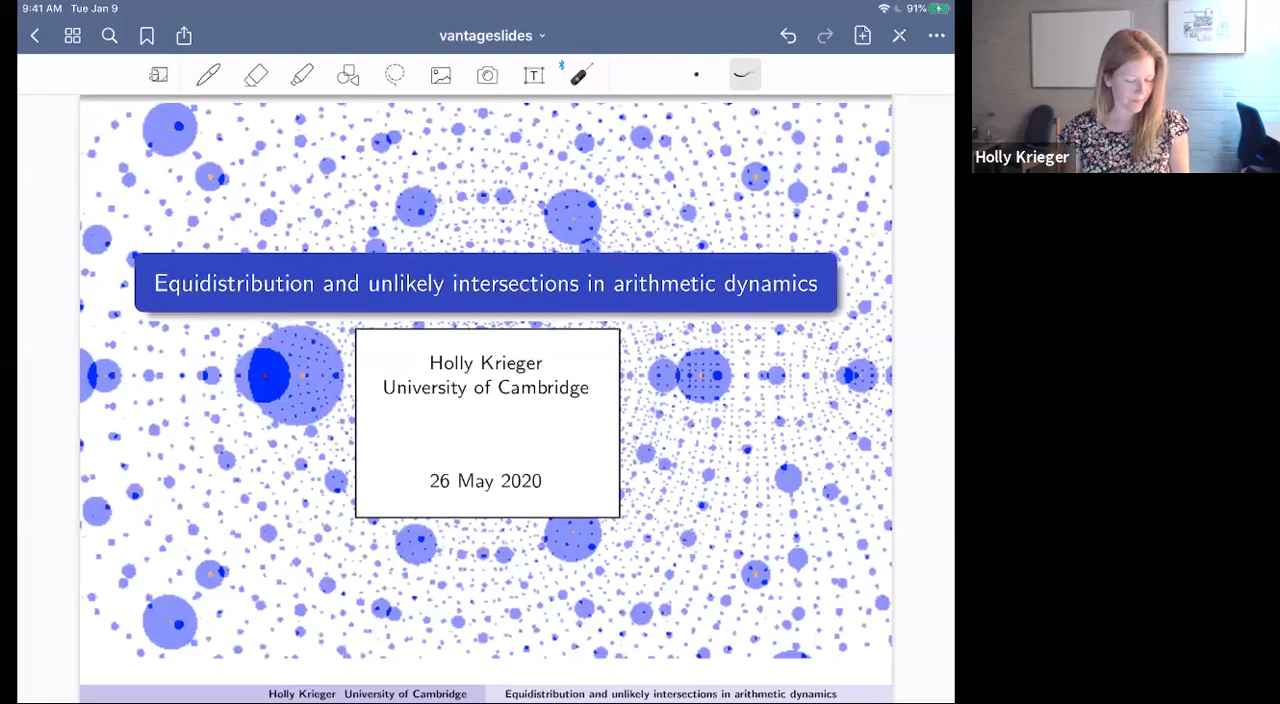 9:41 AM Tue Jan 9
91%
vantageslides
T
Equidistribution and unlikely intersections in arithmetic dynamics
Holly Krieger
University of Cambridge
26 May 2020
Holly Krieger University of Cambridge
Equidistribution and unlikely intersections in arithmetic dynamics
Holly Krieger